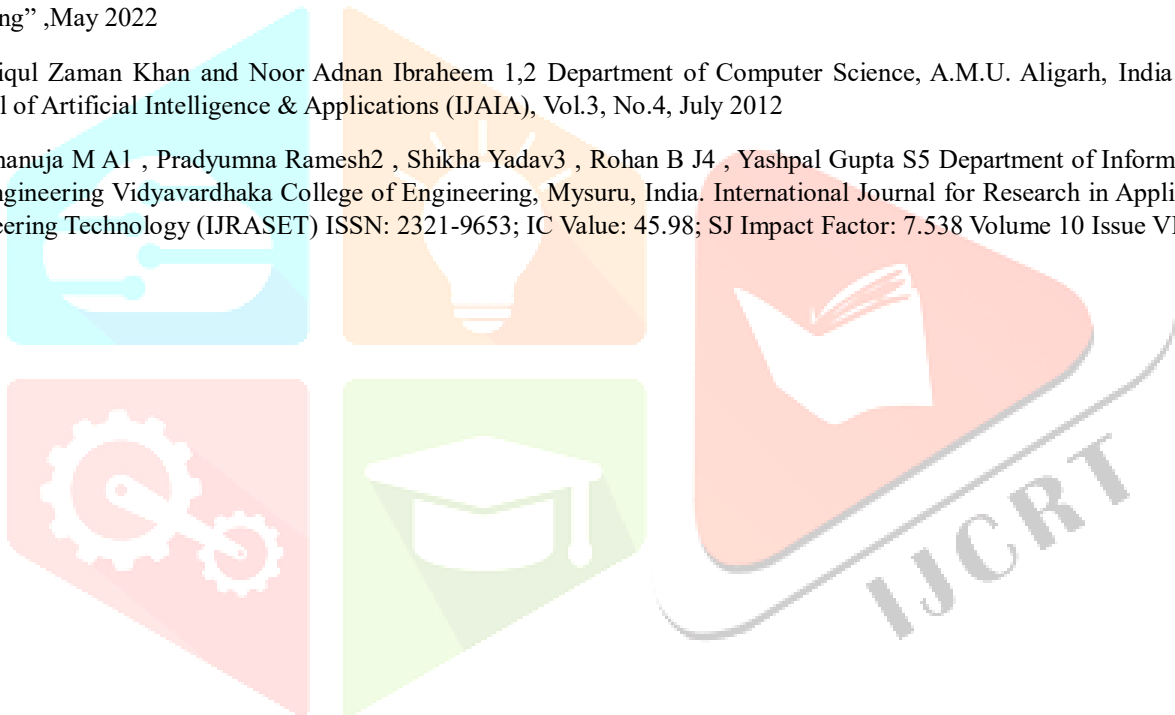 ng” ,May 2022
iqul Zaman Khan and Noor Adnan Ibraheem 1,2 Department of Computer Science, A.M.U. Aligarh, India
l of Artificial Intelligence & Applications (IJAIA), Vol.3, No.4, July 2012
anuja M A1 , Pradyumna Ramesh2 , Shikha Yadav3 , Rohan B J4 , Yashpal Gupta S5 Department of Inform
ngineering Vidyavardhaka College of Engineering, Mysuru, India. International Journal for Research in Appli
eering Technology (IJRASET) ISSN: 2321-9653; IC Value: 45.98; SJ Impact Factor: 7.538 Volume 10 Issue VI
IJCRT